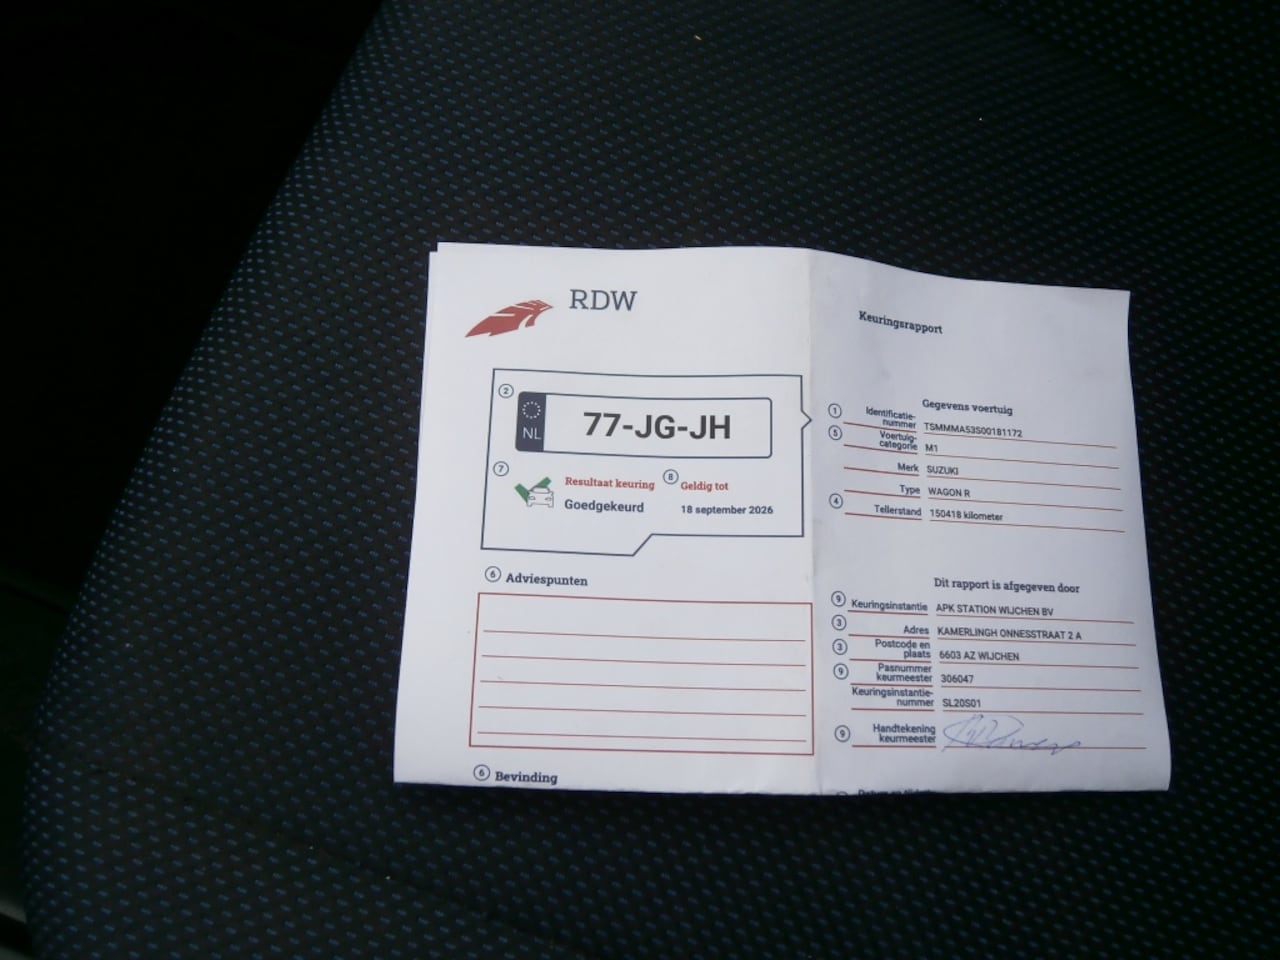 RDW
2
NL 77-JG-JH
7 Resultaat keuring
Goedgekeurd
8 Geldig tot
18 september 2026
6 Adviespunten
6 Bevinding
Keuringsrapport
Gegevens voertuig
1 Identificatie-
nummer TSMMMA53S00181172
5 Voertuig-
categorie M1
Merk SUZUKI
Type WAGON R
4 Tellerstand 150418 kilometer
Dit rapport is afgegeven door
9 Keuringsinstantie APK STATION WIJCHEN BV
3 Adres KAMERLINGH ONNESSTRAAT 2 A
3 Postcode en
plaats 6603 AZ WIJCHEN
9 Pasnummer
keurmeester 306047
Keuringsinstantie-
nummer SL20S01
9 Handtekening
keurmeester